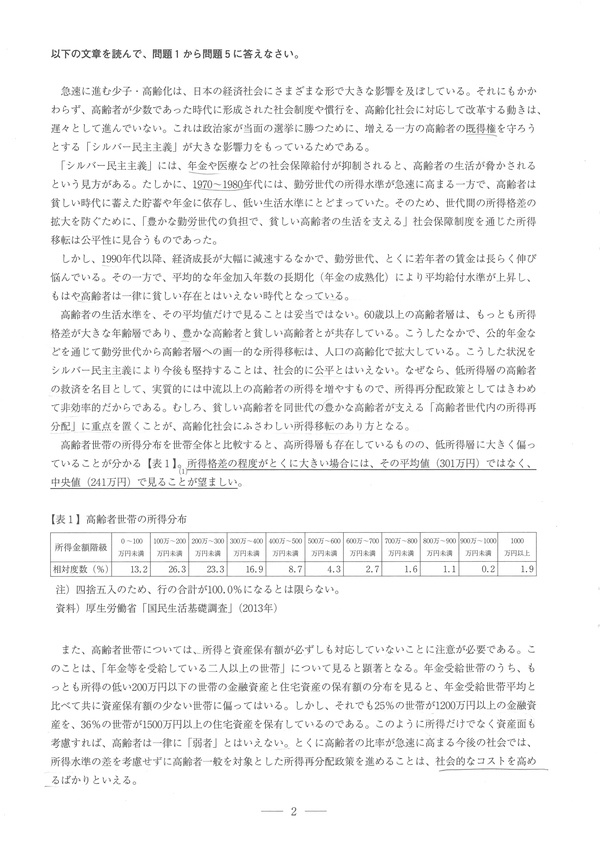 以下の文章を読んで、問題1から問題5に答えなさい。
急速に進む少子・高齢化は、日本の経済社会にさまざまな形で大きな影響を及ぼしている。それにもかか
わらず、高齢者が少数であった時代に形成された社会制度や慣行を、高齢化社会に対応して改革する動きは、
遅々として進んでいない。これは政治家が当面の選挙に勝つために、増える一方の高齢者の既得権を守ろう
とする「シルバー民主主義」が大きな影響力をもっているためである。
「シルバー民主主義」には、年金や医療などの社会保障給付が抑制されると、高齢者の生活が脅かされる
という見方がある。たしかに、1970～1980年代には、勤労世代の所得水準が急速に高まる一方で、高齢者は
貧しい時代に蓄えた貯蓄や年金に依存し、低い生活水準にとどまっていた。そのため、世代間の所得格差の
拡大を防ぐために、「豊かな勤労世代の負担で、貧しい高齢者の生活を支える」社会保障制度を通じた所得
移転は公平性に見合うものであった。
しかし、1990年代以降、経済成長が大幅に減速するなかで、勤労世代、とくに若年者の賃金は長らく伸び
悩んでいる。その一方で、平均的な年金加入年数の長期化（年金の成熟化）により平均給付水準が上昇し、
もはや高齢者は一律に貧しい存在とはいえない時代となっている。
高齢者の生活水準を、その平均値だけで見ることは妥当ではない。60歳以上の高齢者層は、もっとも所得
格差が大きな年齢層であり、豊かな高齢者と貧しい高齢者とが共存している。こうしたなかで、公的年金な
どを通じて勤労世代から高齢者層への画一的な所得移転は、人口の高齢化で拡大している。こうした状況を
シルバー民主主義により今後も堅持することは、社会的に公平とはいえない。なぜなら、低所得層の高齢者
の救済を名目として、実質的には中流以上の高齢者の所得を増やすもので、所得再分配政策としてはきわめ
て非効率的だからである。むしろ、貧しい高齢者を同世代の豊かな高齢者が支える「高齢者世代内の所得再
分配」に重点を置くことが、高齢化社会にふさわしい所得移転のあり方となる。
高齢者世帯の所得分布を世帯全体と比較すると、高所得層も存在しているものの、低所得層に大きく偏っ
ていることが分かる【表1】。所得格差の程度がとくに大きい場合には、その平均値（301万円）ではなく、
(1)
中央値（241万円）で見ることが望ましい。
【表1】高齢者世帯の所得分布
所得金額階級 0～100万円未満 100万～200万円未満 200万～300万円未満 300万～400万円未満 400万～500万円未満 500万～600万円未満 600万～700万円未満 700万～800万円未満 800万～900万円未満 900万～1000万円未満 1000万円以上
相対度数（％） 13.2 26.3 23.3 16.9 8.7 4.3 2.7 1.6 1.1 0.2 1.9
注）四捨五入のため、行の合計が100.0％になるとは限らない。
資料）厚生労働省「国民生活基礎調査」（2013年）
また、高齢者世帯については、所得と資産保有額が必ずしも対応していないことに注意が必要である。こ
のことは、「年金等を受給している二人以上の世帯」について見ると顕著となる。年金受給世帯のうち、も
っとも所得の低い200万円以下の世帯の金融資産と住宅資産の保有額の分布を見ると、年金受給世帯平均と
比べて共に資産保有額の少ない世帯に偏ってはいる。しかし、それでも25％の世帯が1200万円以上の金融資
産を、36％の世帯が1500万円以上の住宅資産を保有しているのである。このように所得だけでなく資産面も
考慮すれば、高齢者は一律に「弱者」とはいえない。とくに高齢者の比率が急速に高まる今後の社会では、
所得水準の差を考慮せずに高齢者一般を対象とした所得再分配政策を進めることは、社会的なコストを高め
るばかりといえる。
― 2 ―